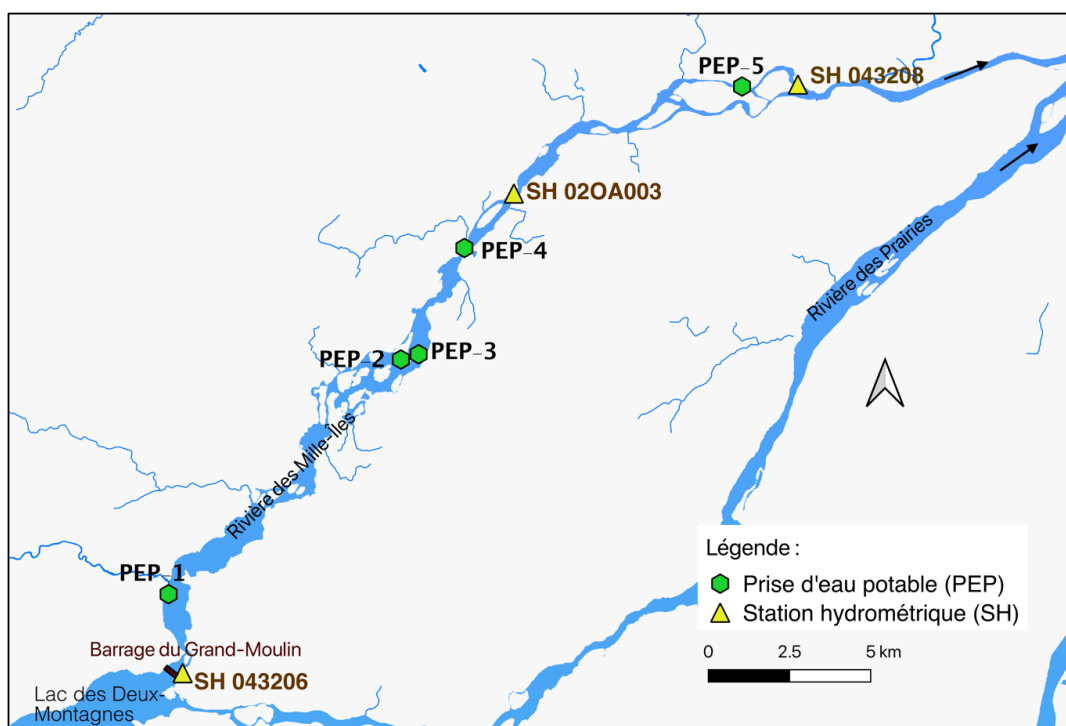 PEP-5
SH 043208
SH 02OA003
PEP-4
Rivière des Prairies
PEP-2
PEP-3
Rivière des Mille-Îles
PEP-1
Barrage du Grand-Moulin
SH 043206
Lac des Deux-
Montagnes
Légende :
Prise d'eau potable (PEP)
Station hydrométrique (SH)
0 2.5 5 km